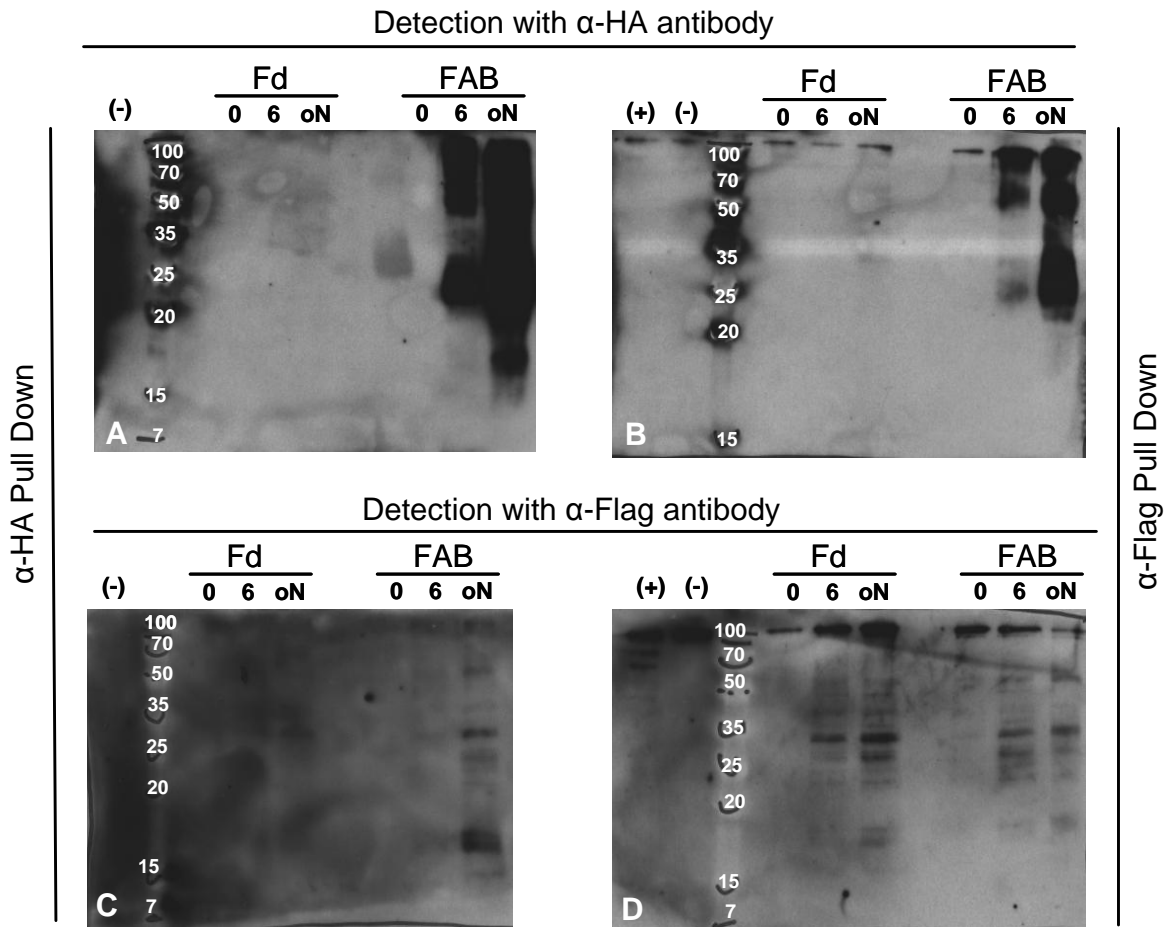 Detection with α-HA antibody
Fd FAB
(-) 0 6 oN 0 6 oN
Fd FAB
(+) (-) 0 6 oN 0 6 oN
α-HA Pull Down
100
70
50
35
25
20
15
7
A
100
70
50
35
25
20
15
B
α-Flag Pull Down
Detection with α-Flag antibody
Fd FAB
(-) 0 6 oN 0 6 oN
Fd FAB
(+) (-) 0 6 oN 0 6 oN
100
70
50
35
25
20
15
7
C
100
70
50
35
25
20
15
7
D